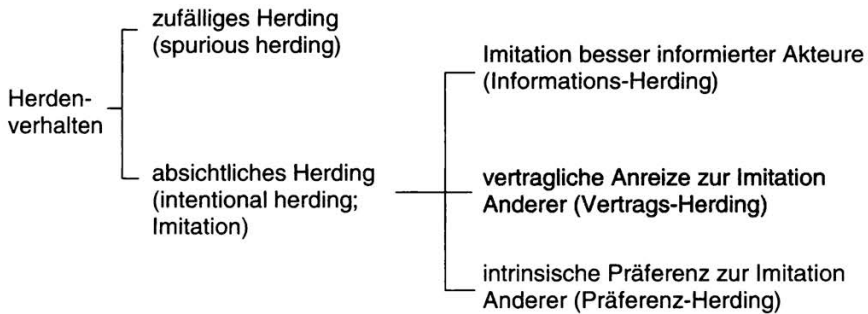 Herden-
verhalten
zufälliges Herding
(spurious herding)
absichtliches Herding
(intentional herding;
Imitation)
Imitation besser informierter Akteure
(Informations-Herding)
vertragliche Anreize zur Imitation
Anderer (Vertrags-Herding)
intrinsische Präferenz zur Imitation
Anderer (Präferenz-Herding)